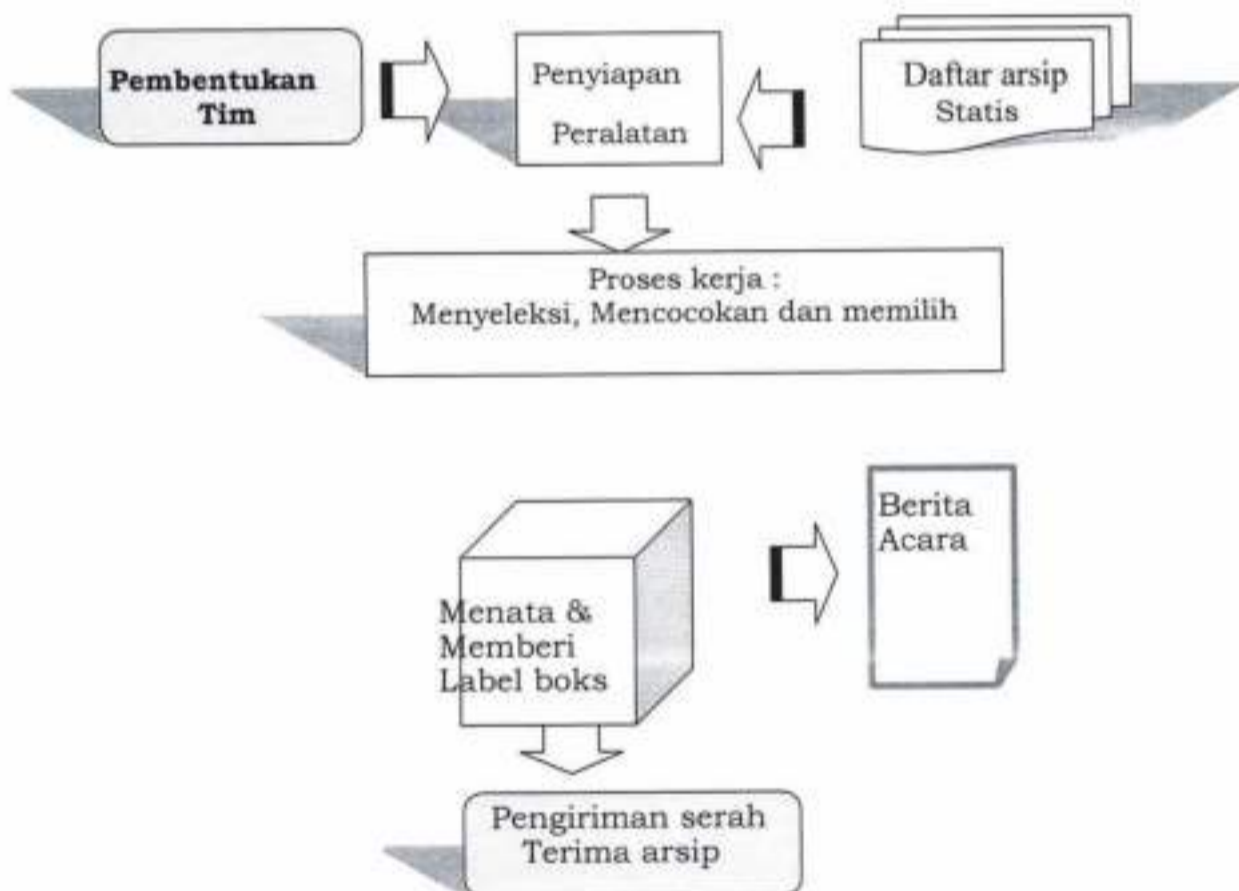 Pembentukan
Tim
Penyiapan
Peralatan
Daftar arsip
Statis
Proses kerja :
Menyeleksi, Mencocokan dan memilih
Menata &
Memberi
Label boks
Berita
Acara
Pengiriman serah
Terima arsip